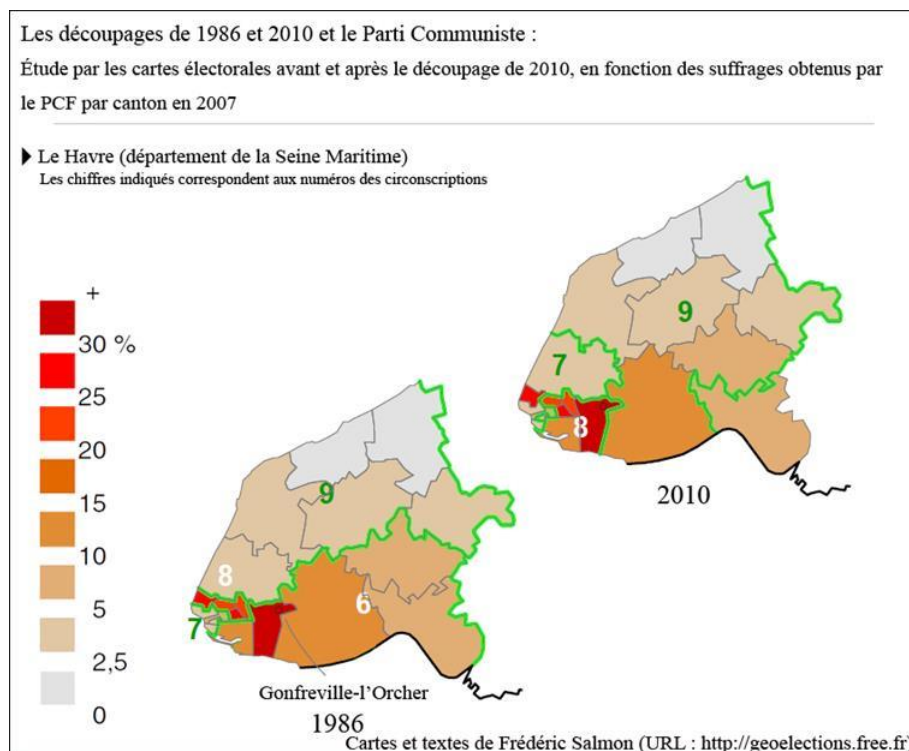 Les découpages de 1986 et 2010 et le Parti Communiste :
Étude par les cartes électorales avant et après le découpage de 2010, en fonction des suffrages obtenus par
le PCF par canton en 2007
Le Havre (département de la Seine Maritime)
Les chiffres indiqués correspondent aux numéros des circonscriptions
+
30 %
25
20
15
10
5
2,5
0
9
7
8
2010
9
8
6
7
Gonfreville-l'Orcher
1986
Cartes et textes de Frédéric Salmon (URL : http://geoelections.free.fr